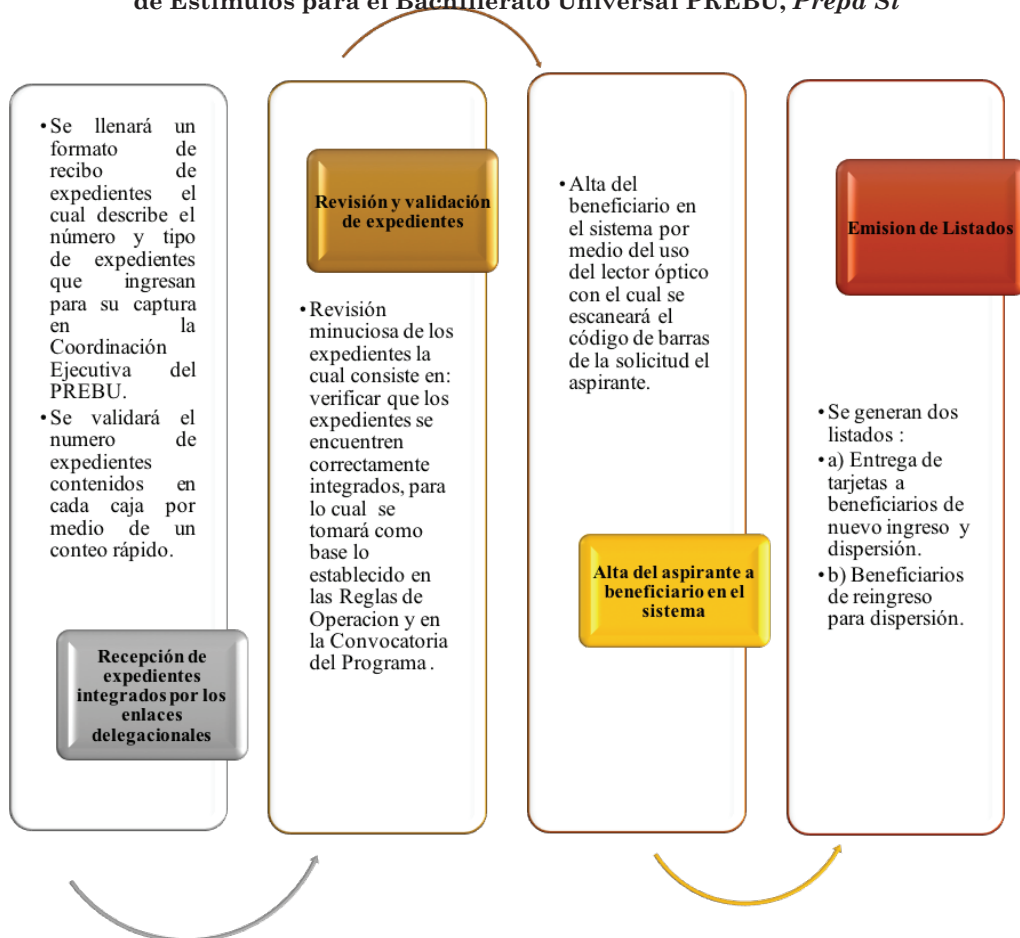 de Estímulos para el Bachillerato Universal PREBU, Prepa Sí
• Se llenará un
formato de
recibo de
expedientes el
cual describe el
número y tipo
de expedientes
que ingresan
para su captura
en la
Coordinación
Ejecutiva del
PREBU.
• Se validará el
numero de
expedientes
contenidos en
cada caja por
medio de un
conteo rápido.
Recepción de
expedientes
integrados por los
enlaces
delegacionales
Revisión y validación
de expedientes
• Revisión
minuciosa de los
expedientes la
cual consiste en:
verificar que los
expedientes se
encuentren
correctamente
integrados, para
lo cual se
tomará como
base lo
establecido en
las Reglas de
Operacion y en
la Convocatoria
del Programa .
• Alta del
beneficiario en
el sistema por
medio del uso
del lector óptico
con el cual se
escaneará el
código de barras
de la solicitud el
aspirante.
Alta del aspirante a
beneficiario en el
sistema
Emision de Listados
• Se generan dos
listados :
• a) Entrega de
tarjetas a
beneficiarios de
nuevo ingreso y
dispersión.
• b) Beneficiarios
de reingreso
para dispersión.